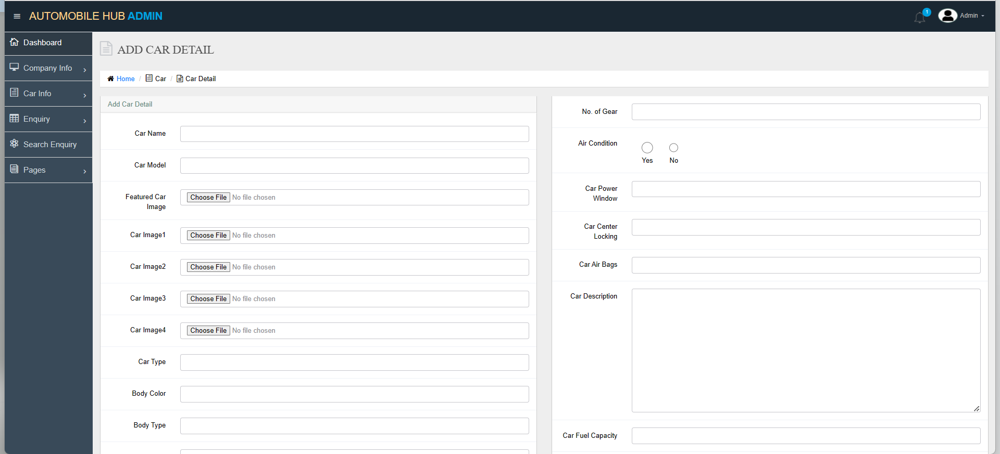 AUTOMOBILE HUB ADMIN
1
Admin
Dashboard
Company Info
Car Info
Enquiry
Search Enquiry
Pages
ADD CAR DETAIL
Home / Car / Car Detail
Add Car Detail
Car Name
Car Model
Featured Car
Image
Choose File No file chosen
Car Image1
Choose File No file chosen
Car Image2
Choose File No file chosen
Car Image3
Choose File No file chosen
Car Image4
Choose File No file chosen
Car Type
Body Color
Body Type
No. of Gear
Air Condition
Yes No
Car Power
Window
Car Center
Locking
Car Air Bags
Car Description
Car Fuel Capacity